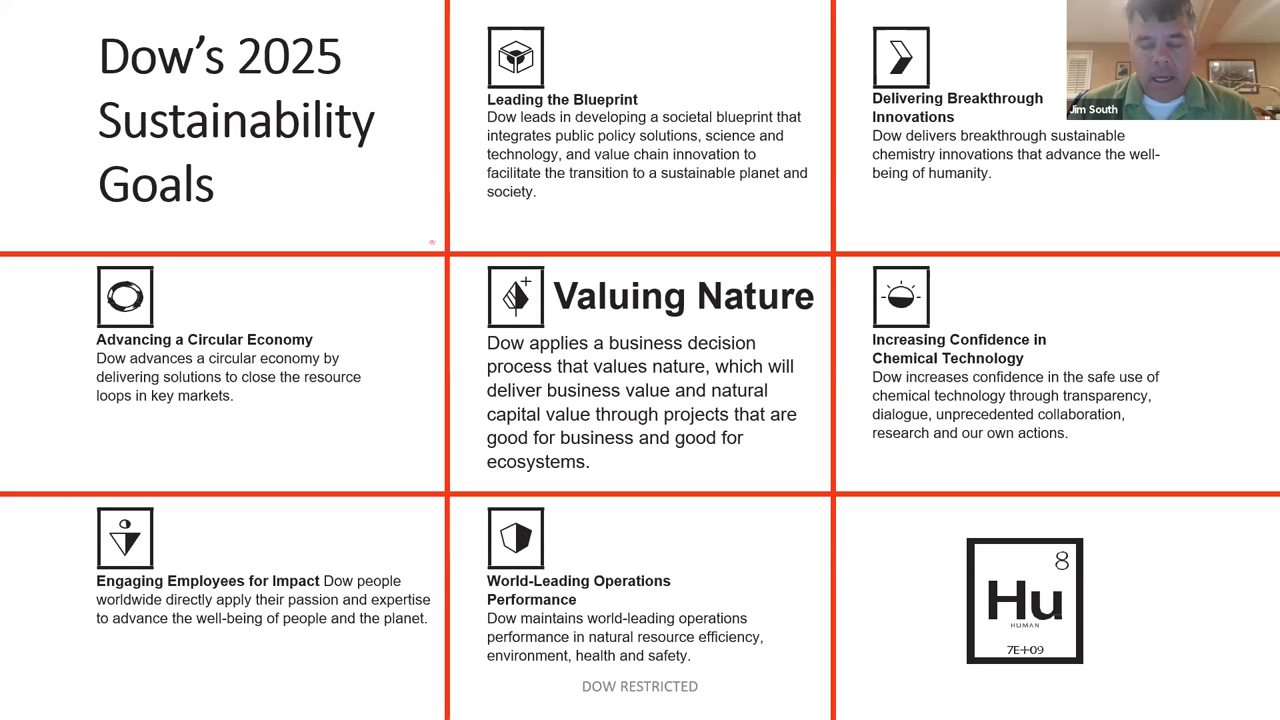 Dow's 2025
Sustainability
Goals
Leading the Blueprint
Dow leads in developing a societal blueprint that
integrates public policy solutions, science and
technology, and value chain innovation to
facilitate the transition to a sustainable planet and
society.
Delivering Breakthrough
Innovations
Dow delivers breakthrough sustainable
chemistry innovations that advance the well-
being of humanity.
Jim South
Advancing a Circular Economy
Dow advances a circular economy by
delivering solutions to close the resource
loops in key markets.
Valuing Nature
Dow applies a business decision
process that values nature, which will
deliver business value and natural
capital value through projects that are
good for business and good for
ecosystems.
Increasing Confidence in
Chemical Technology
Dow increases confidence in the safe use of
chemical technology through transparency,
dialogue, unprecedented collaboration,
research and our own actions.
Engaging Employees for Impact Dow people
worldwide directly apply their passion and expertise
to advance the well-being of people and the planet.
World-Leading Operations
Performance
Dow maintains world-leading operations
performance in natural resource efficiency,
environment, health and safety.
8
Hu
HUMAN
7E+09
DOW RESTRICTED